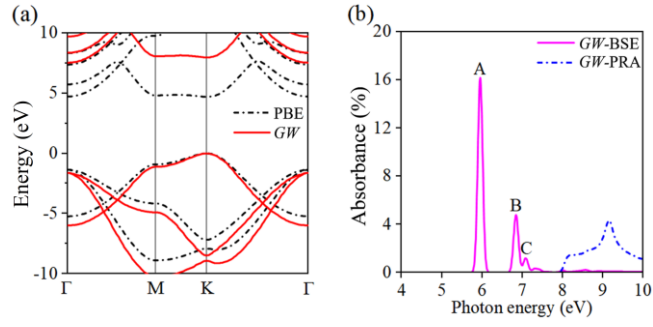 (a)
10
5
0
-5
-10
Energy (eV)
PBE
GW
Γ
M
K
Γ
(b)
20
16
12
8
4
0
Absorbance (%)
GW-BSE
GW-PRA
A
B
C
4
5
6
7
8
9
10
Photon energy (eV)